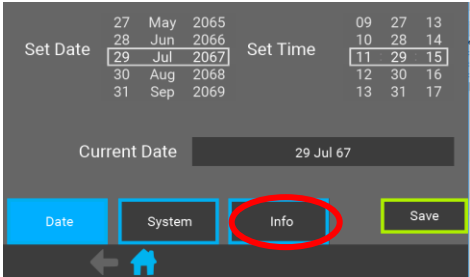 27 May 2065 09 27 13
28 Jun 2066 10 28 14
Set Date 29 Jul 2067 Set Time 11 : 29 : 15
30 Aug 2068 12 30 16
31 Sep 2069 13 31 17
Current Date 29 Jul 67
Date System Info Save